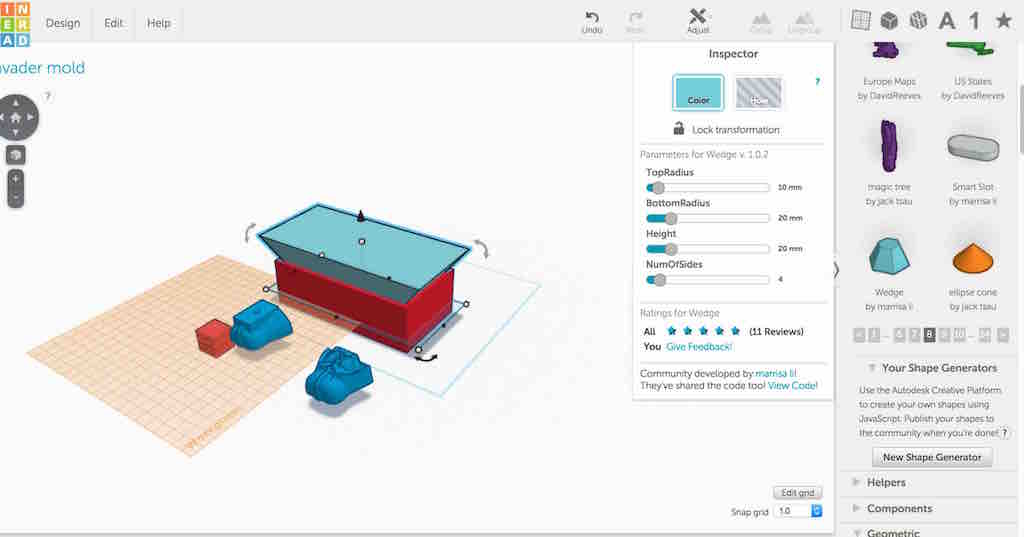 IN
ER
AD
Design
Edit
Help
Undo
Redo
Adjust
Group
Ungroup
vader mold
?
Inspector
Color
Hole
?
Lock transformation
Parameters for Wedge v. 1.0.2
TopRadius
10 mm
BottomRadius
20 mm
Height
20 mm
NumOfSides
4
Ratings for Wedge
All
(11 Reviews)
You Give Feedback!
Community developed by marrisa li!
They've shared the code too! View Code!
Edit grid
Snap grid 1.0
A 1
Europe Maps
by DavidReeves
US States
by DavidReeves
magic tree
by jack tsau
Smart Slot
by marrisa li
Wedge
by marrisa li
ellipse cone
by jack tsau
< 1 ... 6 7 8 9 10 ... 14 >
Your Shape Generators
Use the Autodesk Creative Platform
to create your own shapes using
JavaScript. Publish your shapes to
the community when you're done! ?
New Shape Generator
Helpers
Components
Geometric